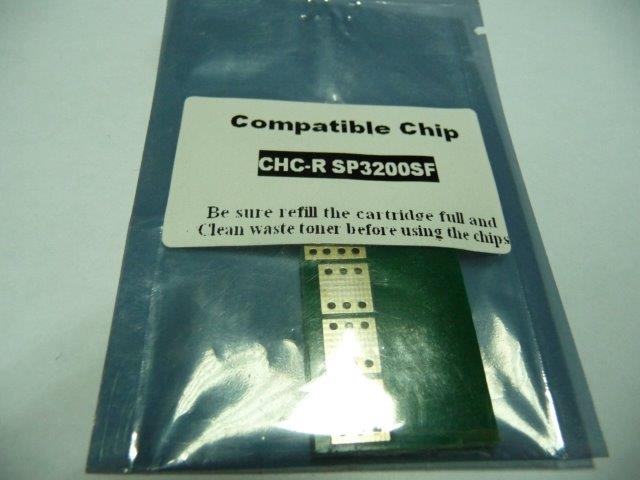 Compatible Chip
CHC-R SP3200SF
Be sure refill the cartridge full and
Clean waste toner before using the chips